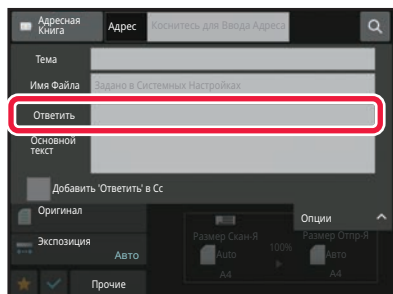 Адресная
Книга
Адрес
Коснитесь для Ввода Адреса
Тема
Имя Файла
Задано в Системных Настройках
Ответить
Основной
текст
Добавить 'Ответить' в Cc
Оригинал
Опции
Экспозиция
Авто
Размер Скан-Я
100%
Размер Отпр-Я
Auto
Авто
A4
A4
Прочие